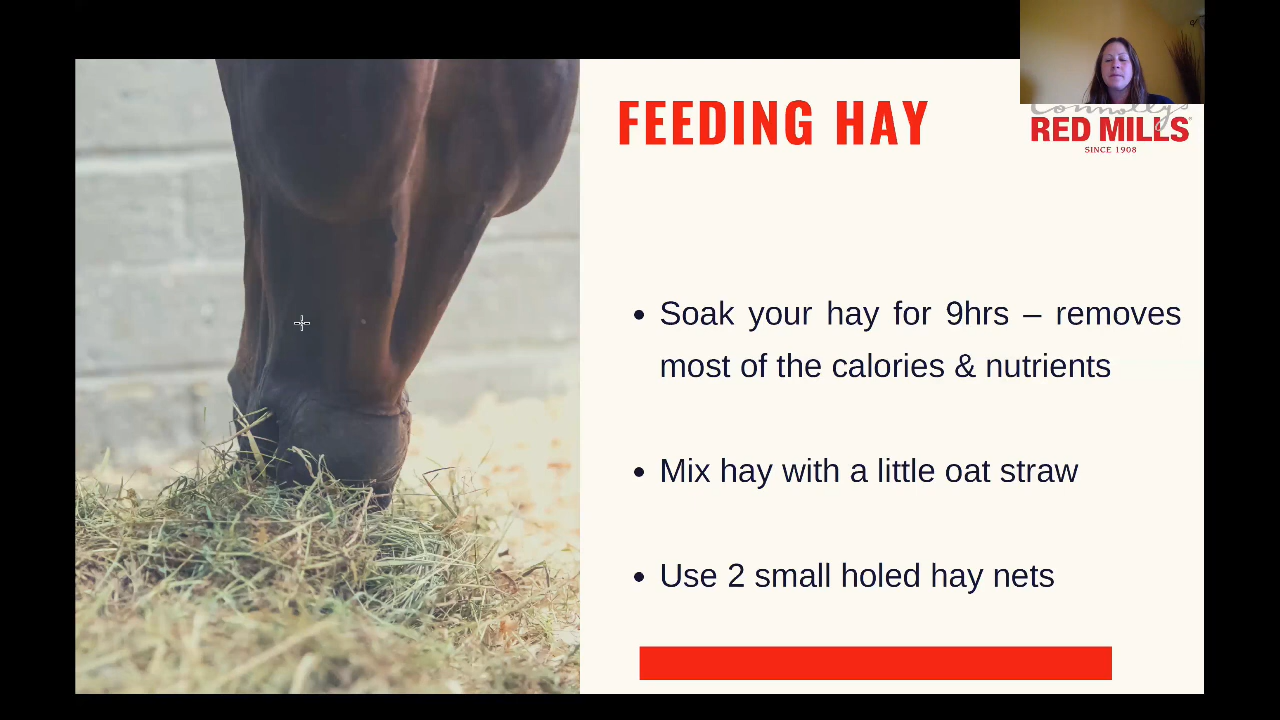 FEEDING HAY
Connolly's
RED MILLS
SINCE 1908
• Soak your hay for 9hrs – removes
most of the calories & nutrients
• Mix hay with a little oat straw
• Use 2 small holed hay nets